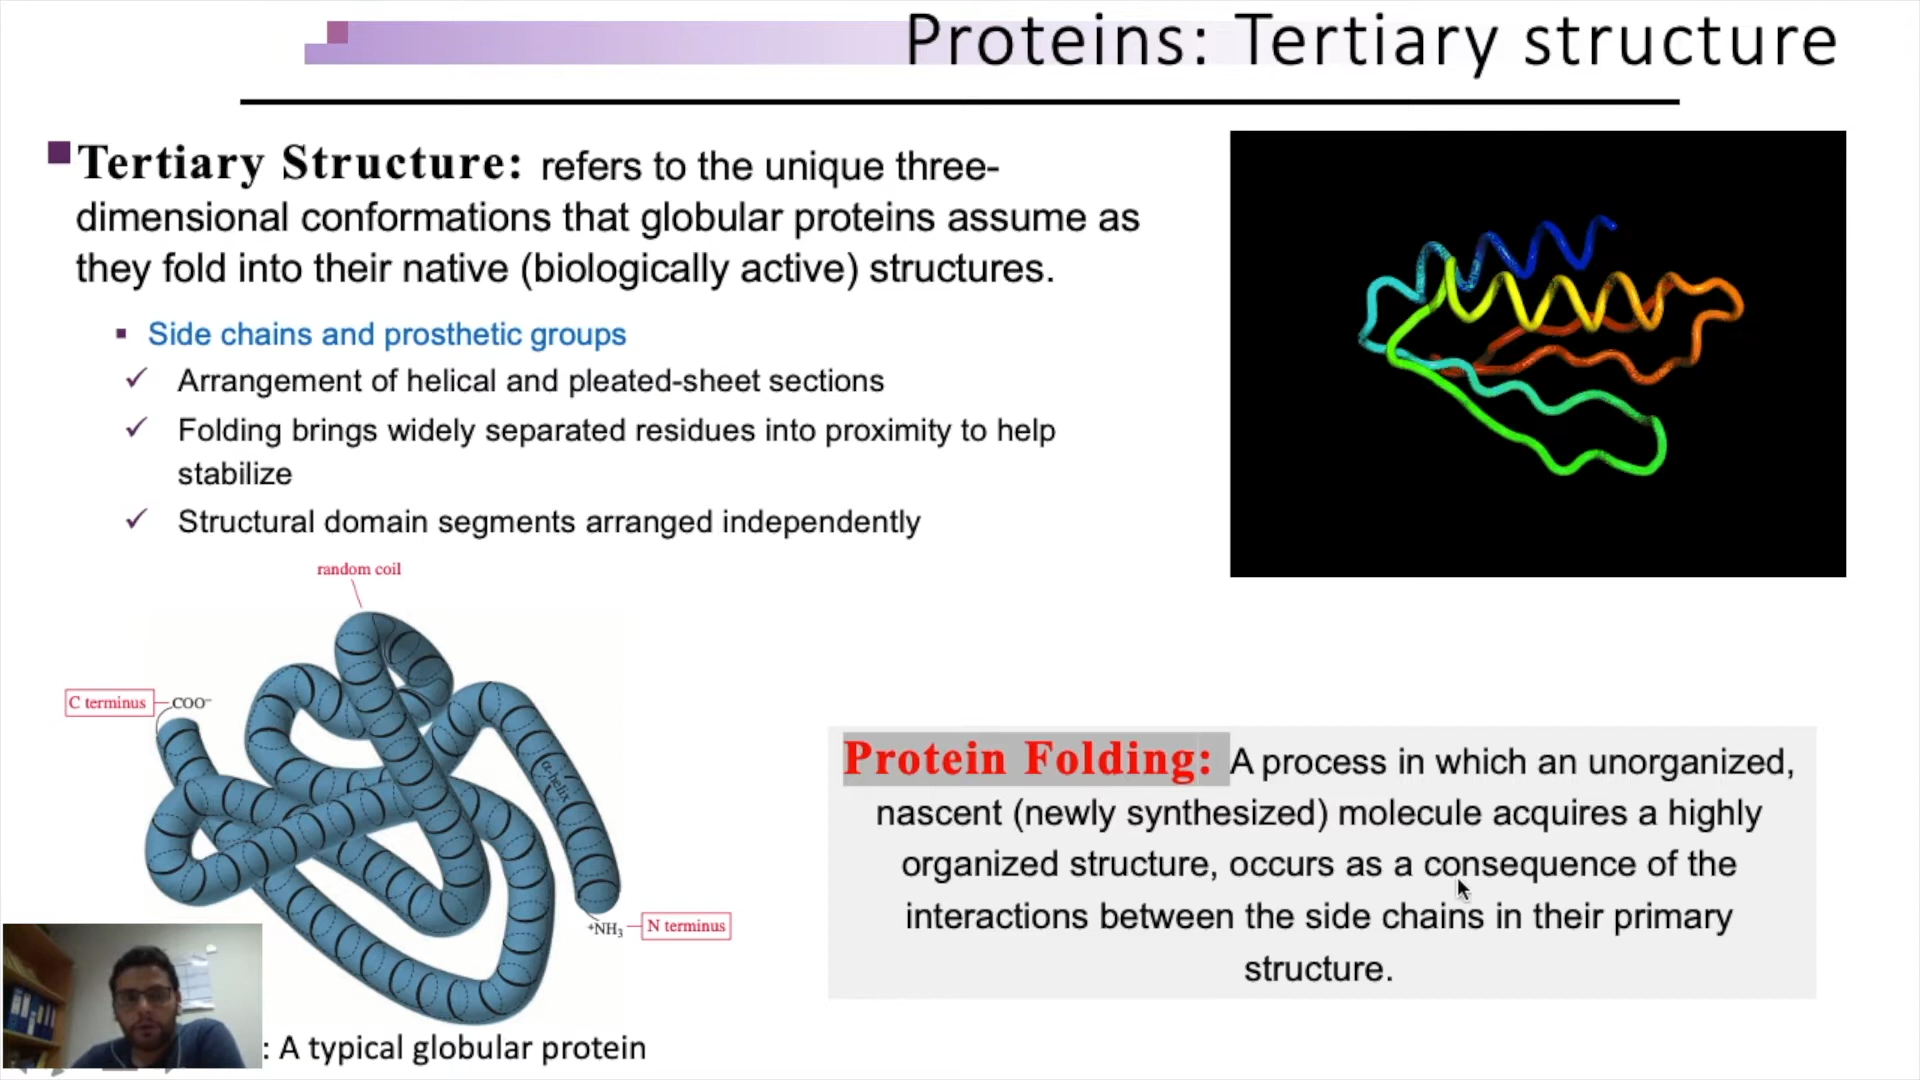 Proteins: Tertiary structure
Tertiary Structure: refers to the unique three-
dimensional conformations that globular proteins assume as
they fold into their native (biologically active) structures.
Side chains and prosthetic groups
Arrangement of helical and pleated-sheet sections
Folding brings widely separated residues into proximity to help
stabilize
Structural domain segments arranged independently
random coil
C terminus
COO⁻
α-helix
⁺NH₃
N terminus
: A typical globular protein
Protein Folding: A process in which an unorganized,
nascent (newly synthesized) molecule acquires a highly
organized structure, occurs as a consequence of the
interactions between the side chains in their primary
structure.